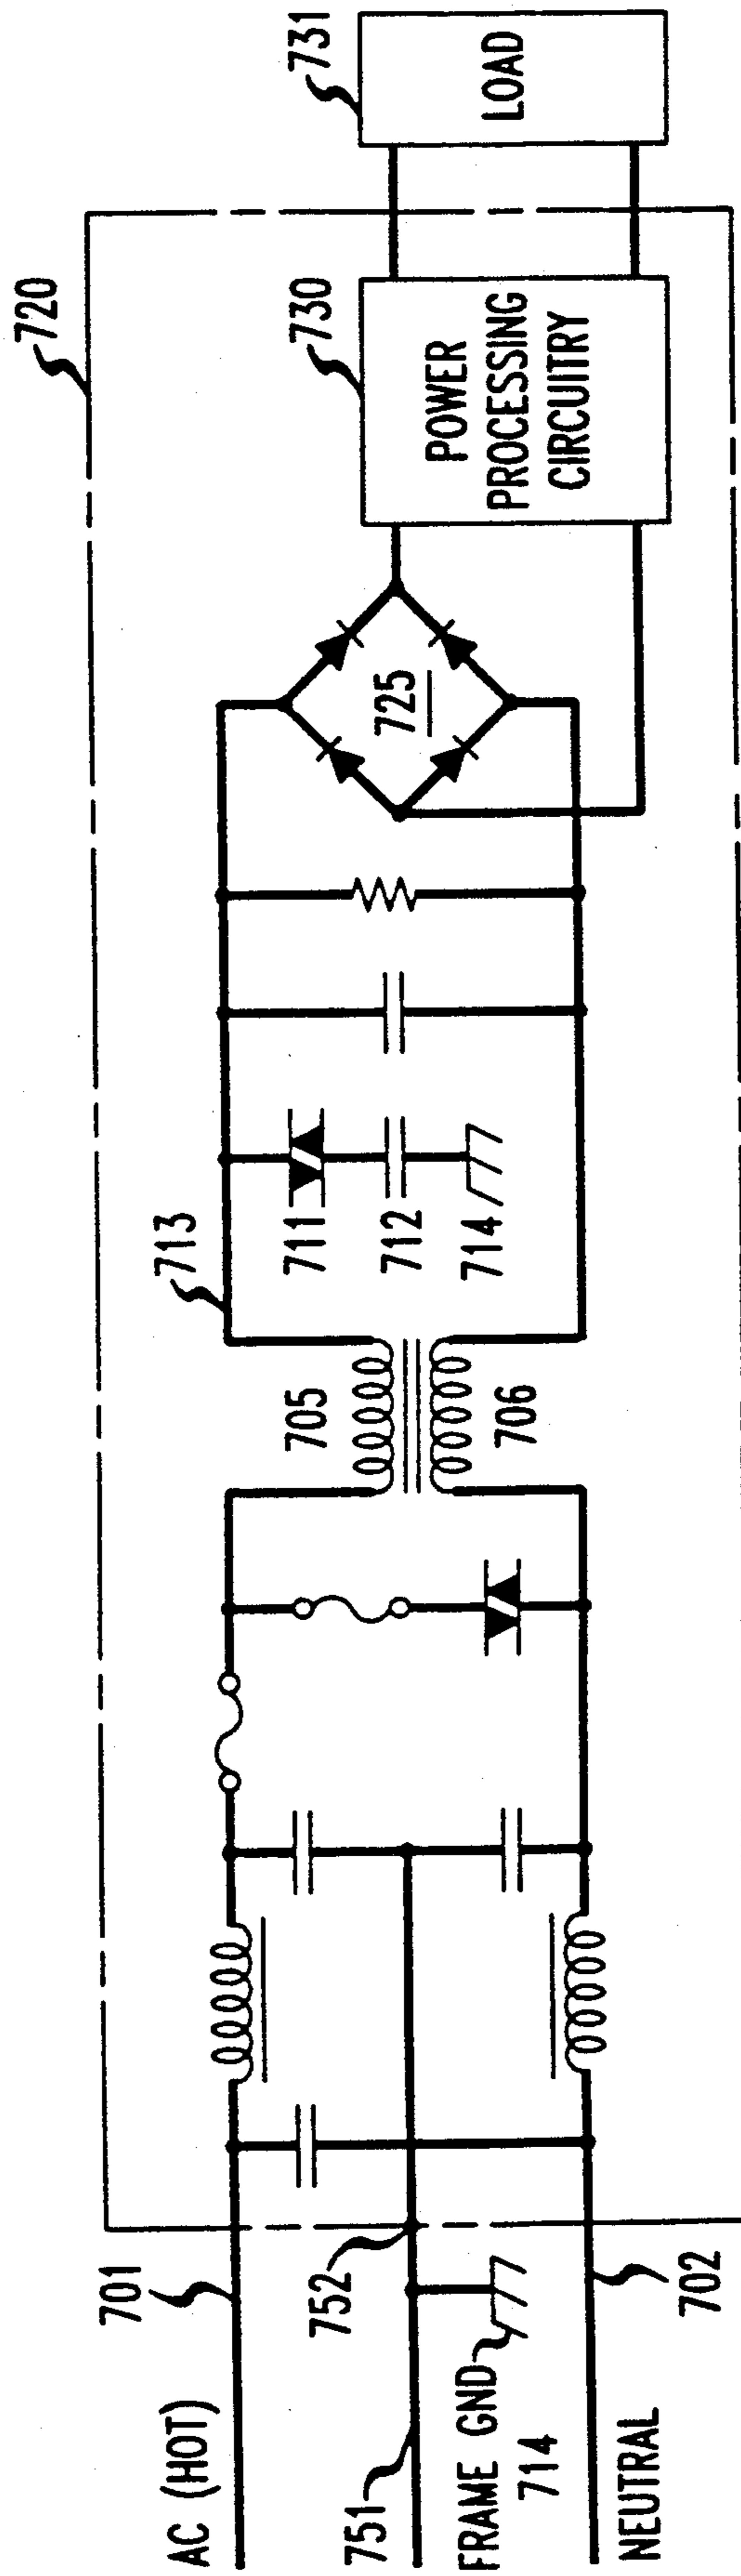 AC (HOT)
701
720
713
751
752
FRAME GND
714
705
706
711
712
714
725
730
POWER
PROCESSING
CIRCUITRY
731
LOAD
NEUTRAL
702